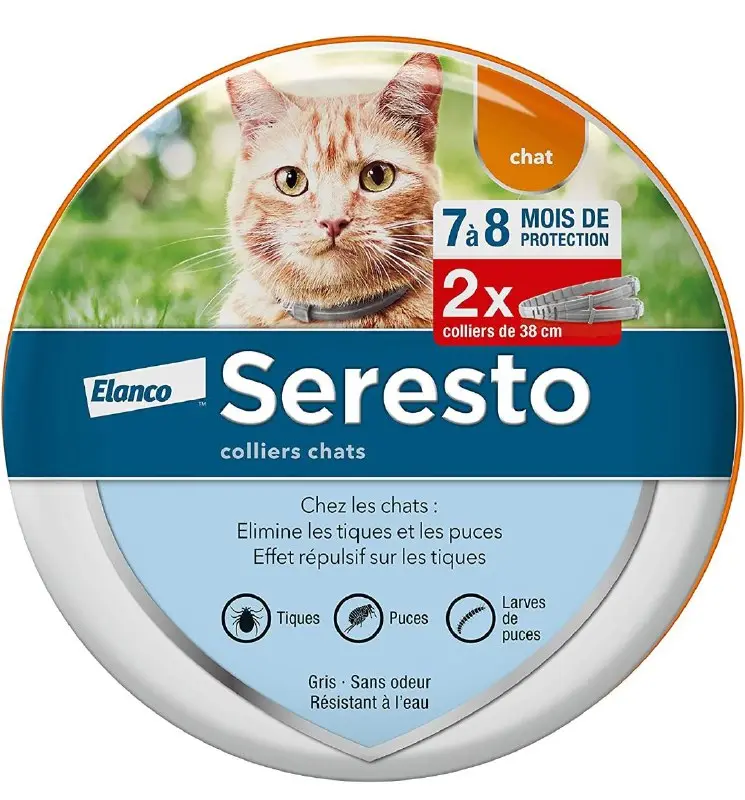 chat
7 à 8 MOIS DE
PROTECTION
2x
colliers de 38 cm
Elanco
TM
Seresto
colliers chats
Chez les chats :
Elimine les tiques et les puces
Effet répulsif sur les tiques
Tiques
Puces
Larves
de
puces
Gris · Sans odeur
Résistant à l'eau